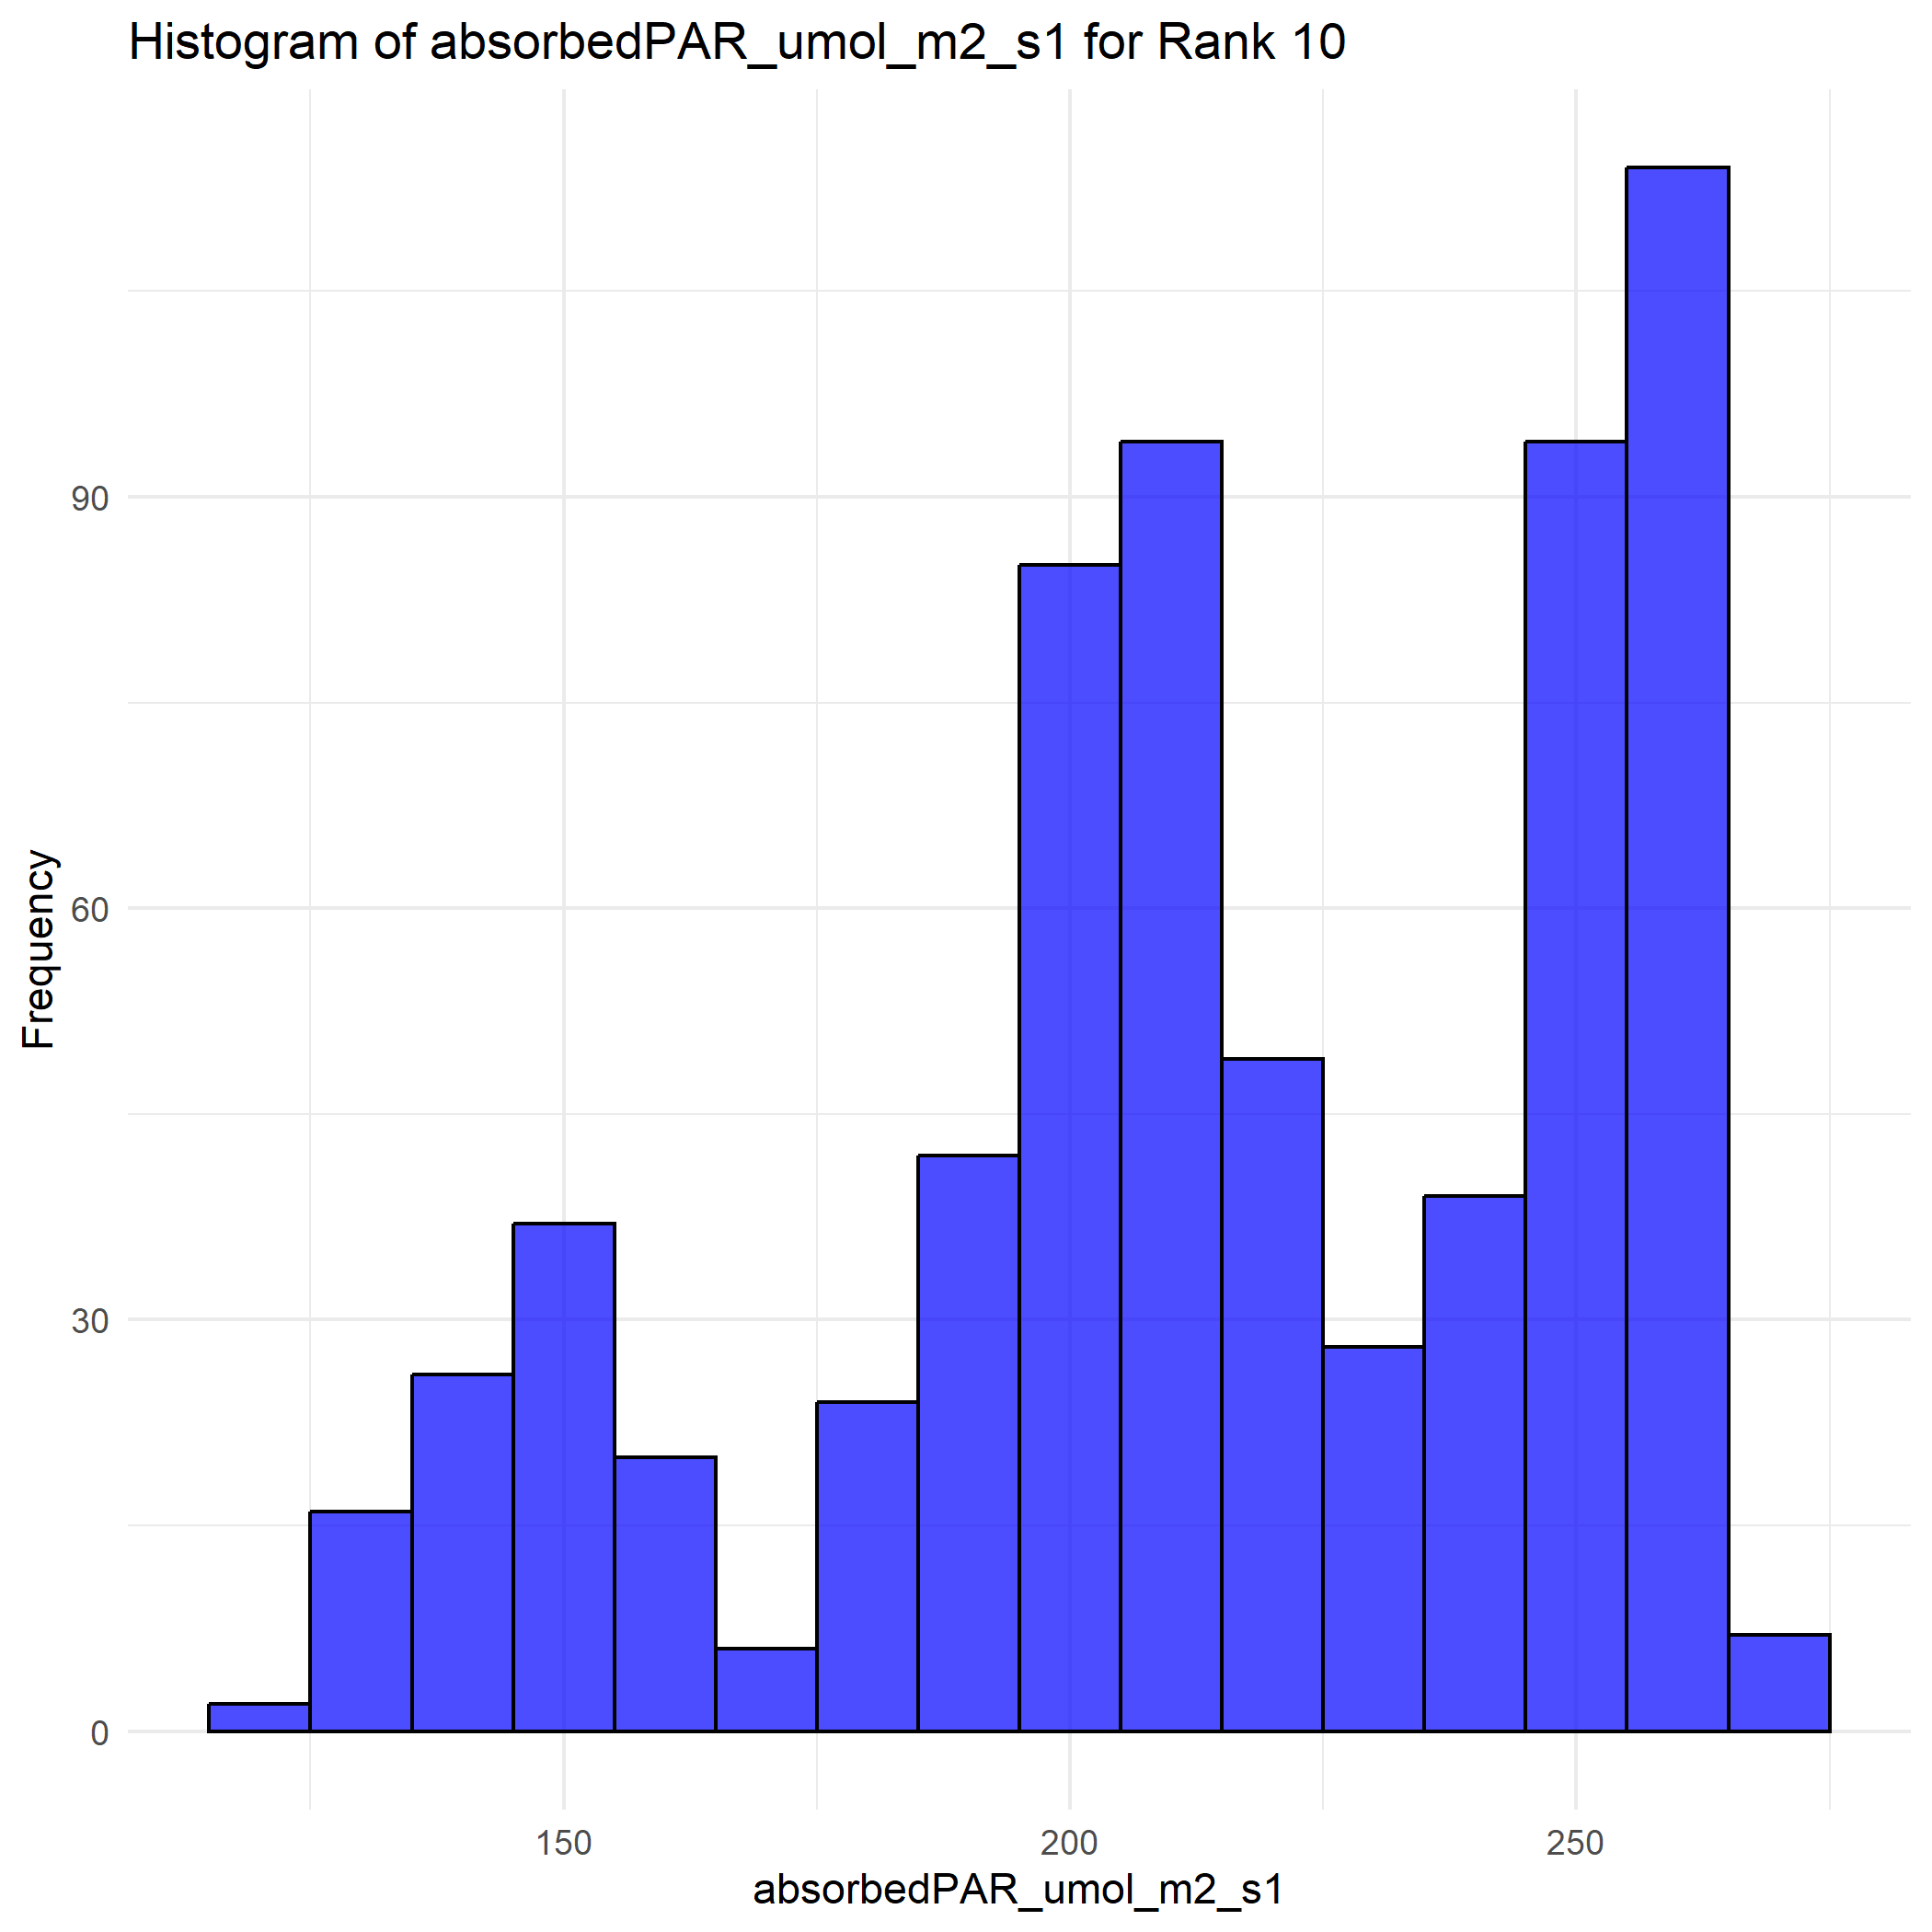 Histogram of absorbedPAR_umol_m2_s1 for Rank 10
Frequency
90
60
30
0
150 200 250
absorbedPAR_umol_m2_s1